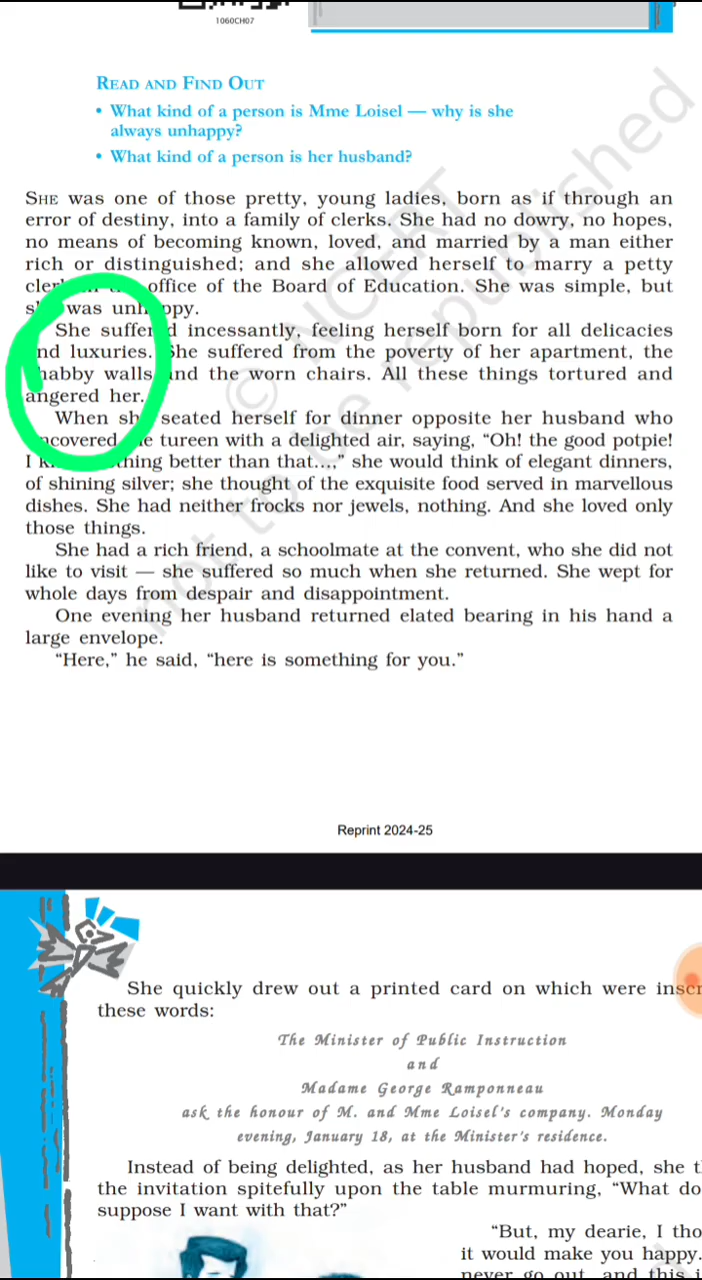 1060CH07
READ AND FIND OUT
• What kind of a person is Mme Loisel — why is she
always unhappy?
• What kind of a person is her husband?
SHE was one of those pretty, young ladies, born as if through an
error of destiny, into a family of clerks. She had no dowry, no hopes,
no means of becoming known, loved, and married by a man either
rich or distinguished; and she allowed herself to marry a petty
office of the Board of Education. She was simple, but
was unhappy.
She suffered incessantly, feeling herself born for all delicacies
and luxuries. She suffered from the poverty of her apartment, the
shabby walls and the worn chairs. All these things tortured and
angered her.
When she seated herself for dinner opposite her husband who
uncovered the tureen with a delighted air, saying, “Oh! the good potpie!
I better than that...,” she would think of elegant dinners,
of shining silver; she thought of the exquisite food served in marvellous
dishes. She had neither frocks nor jewels, nothing. And she loved only
those things.
She had a rich friend, a schoolmate at the convent, who she did not
like to visit — she suffered so much when she returned. She wept for
whole days from despair and disappointment.
One evening her husband returned elated bearing in his hand a
large envelope.
“Here,” he said, “here is something for you.”
© NCERT
not to be republished
Reprint 2024-25
She quickly drew out a printed card on which were
these words:
The Minister of Public Instruction
and
Madame George Ramponneau
ask the honour of M. and Mme Loisel's company. Monday
evening, January 18, at the Minister's residence.
Instead of being delighted, as her husband had hoped, she
the invitation spitefully upon the table murmuring, “What do
suppose I want with that?”
“But, my dearie, I
it would make you happy.
never go out, and this